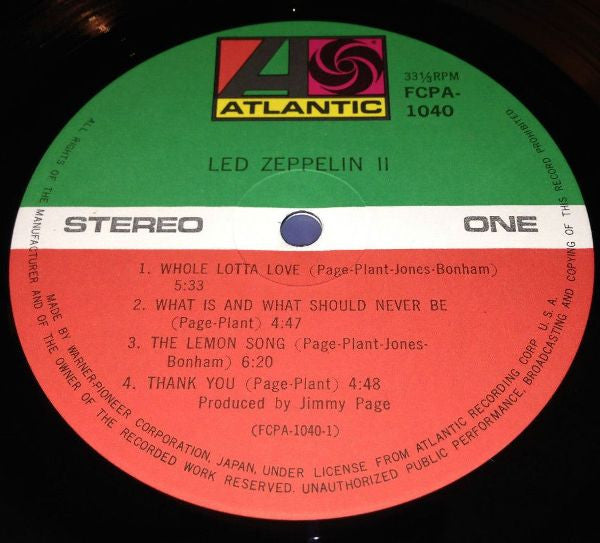 ATLANTIC
33⅓RPM
FCPA-
1040
LED ZEPPELIN II
STEREO
ONE
1. WHOLE LOTTA LOVE (Page-Plant-Jones-Bonham)
5:33
2. WHAT IS AND WHAT SHOULD NEVER BE
(Page-Plant) 4:47
3. THE LEMON SONG (Page-Plant-Jones-
Bonham) 6:20
4. THANK YOU (Page-Plant) 4:48
Produced by Jimmy Page
(FCPA-1040-1)
MADE BY WARNER-PIONEER CORPORATION, JAPAN, UNDER LICENSE FROM ATLANTIC RECORDING CORP. U.S.A.
ALL RIGHTS OF THE MANUFACTURER AND OF THE OWNER OF THE RECORDED WORK RESERVED. UNAUTHORIZED PUBLIC PERFORMANCE, BROADCASTING AND COPYING OF THIS RECORD PROHIBITED